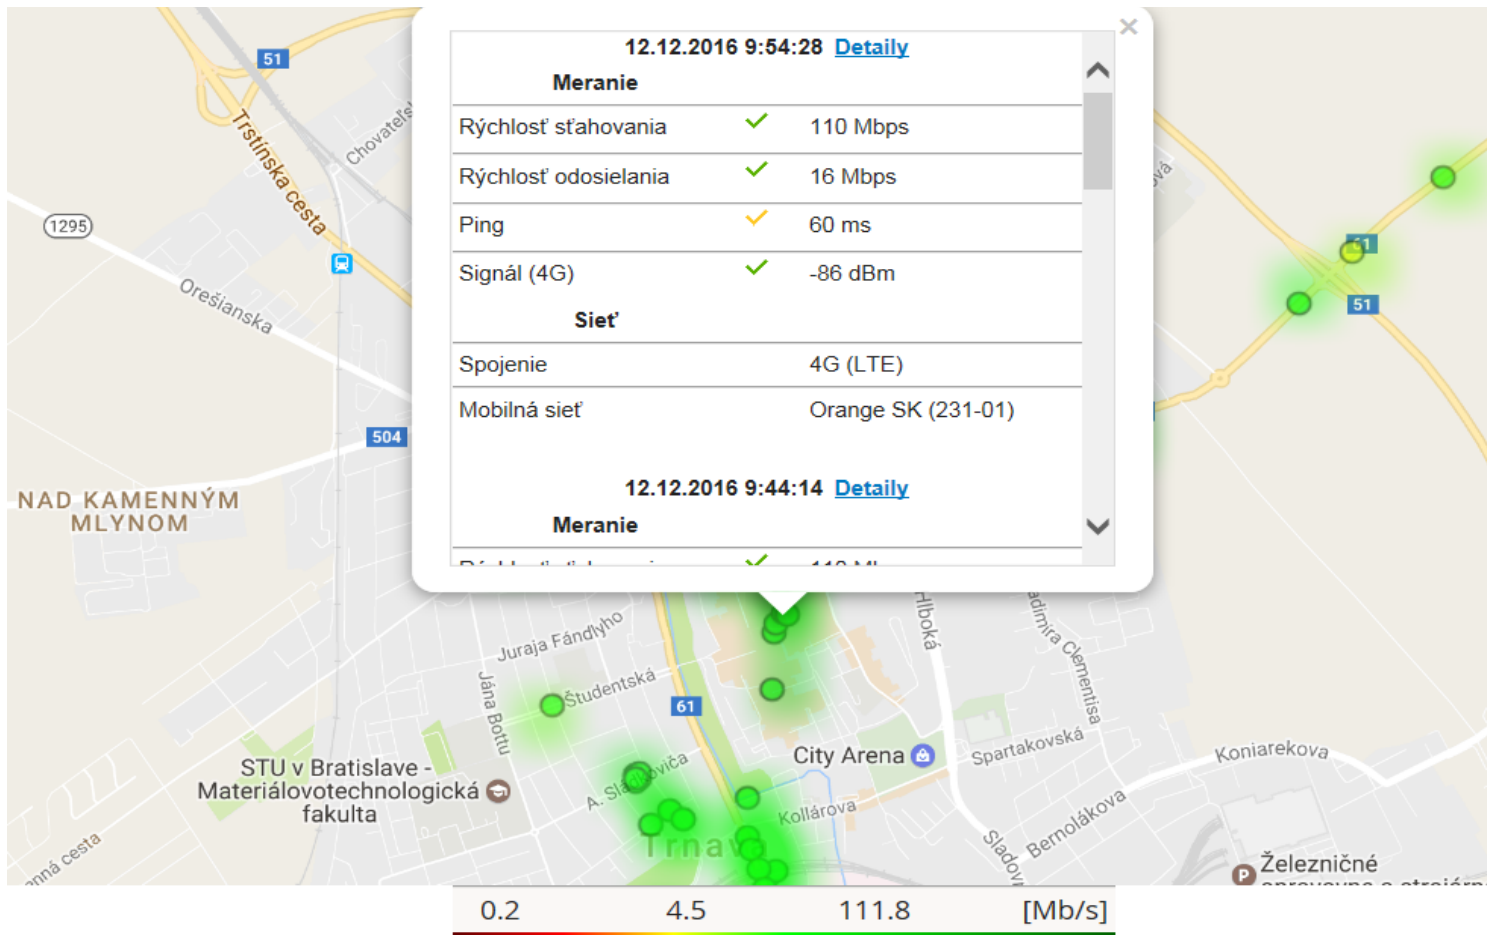 12.12.2016 9:54:28 Detaily
Meranie
Rýchlosť sťahovania 110 Mbps
Rýchlosť odosielania 16 Mbps
Ping 60 ms
Signál (4G) -86 dBm
Sieť
Spojenie 4G (LTE)
Mobilná sieť Orange SK (231-01)
12.12.2016 9:44:14 Detaily
Meranie
51
Trstínska cesta
1295
Orešianska
504
NAD KAMENNÝM
MLYNOM
61
51
Hlboká
Juraja Fándlyho
Študentská
Jána Bottu
61
City Arena
Spartakovská
Koniarekova
STU v Bratislave -
Materiálovotechnologická
fakulta
A. Sládkoviča
Kollárova
Bernolákova
Trnava
Železničné
0.2 4.5 111.8 [Mb/s]